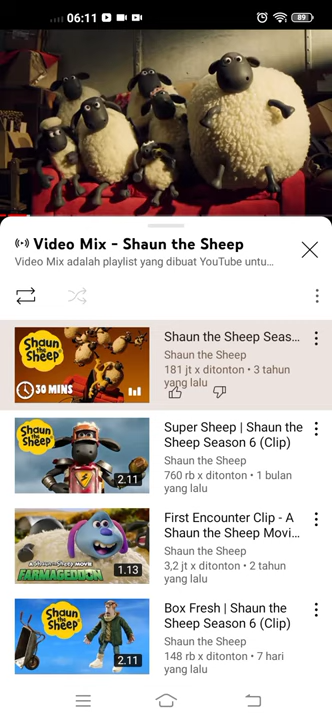 06:11
89
Video Mix - Shaun the Sheep
Video Mix adalah playlist yang dibuat YouTube untu...
Shaun the Sheep
30 MINS
Shaun the Sheep Seas...
Shaun the Sheep
181 jt x ditonton • 3 tahun
yang lalu
Shaun the Sheep
2.11
Super Sheep | Shaun the
Sheep Season 6 (Clip)
Shaun the Sheep
760 rb x ditonton • 1 bulan
yang lalu
A Shaun the Sheep MOVIE
FARMAGEDDON
1.13
First Encounter Clip - A
Shaun the Sheep Movi...
Shaun the Sheep
3,2 jt x ditonton • 2 tahun
yang lalu
Shaun the Sheep
2.11
Box Fresh | Shaun the
Sheep Season 6 (Clip)
Shaun the Sheep
148 rb x ditonton • 7 hari
yang lalu